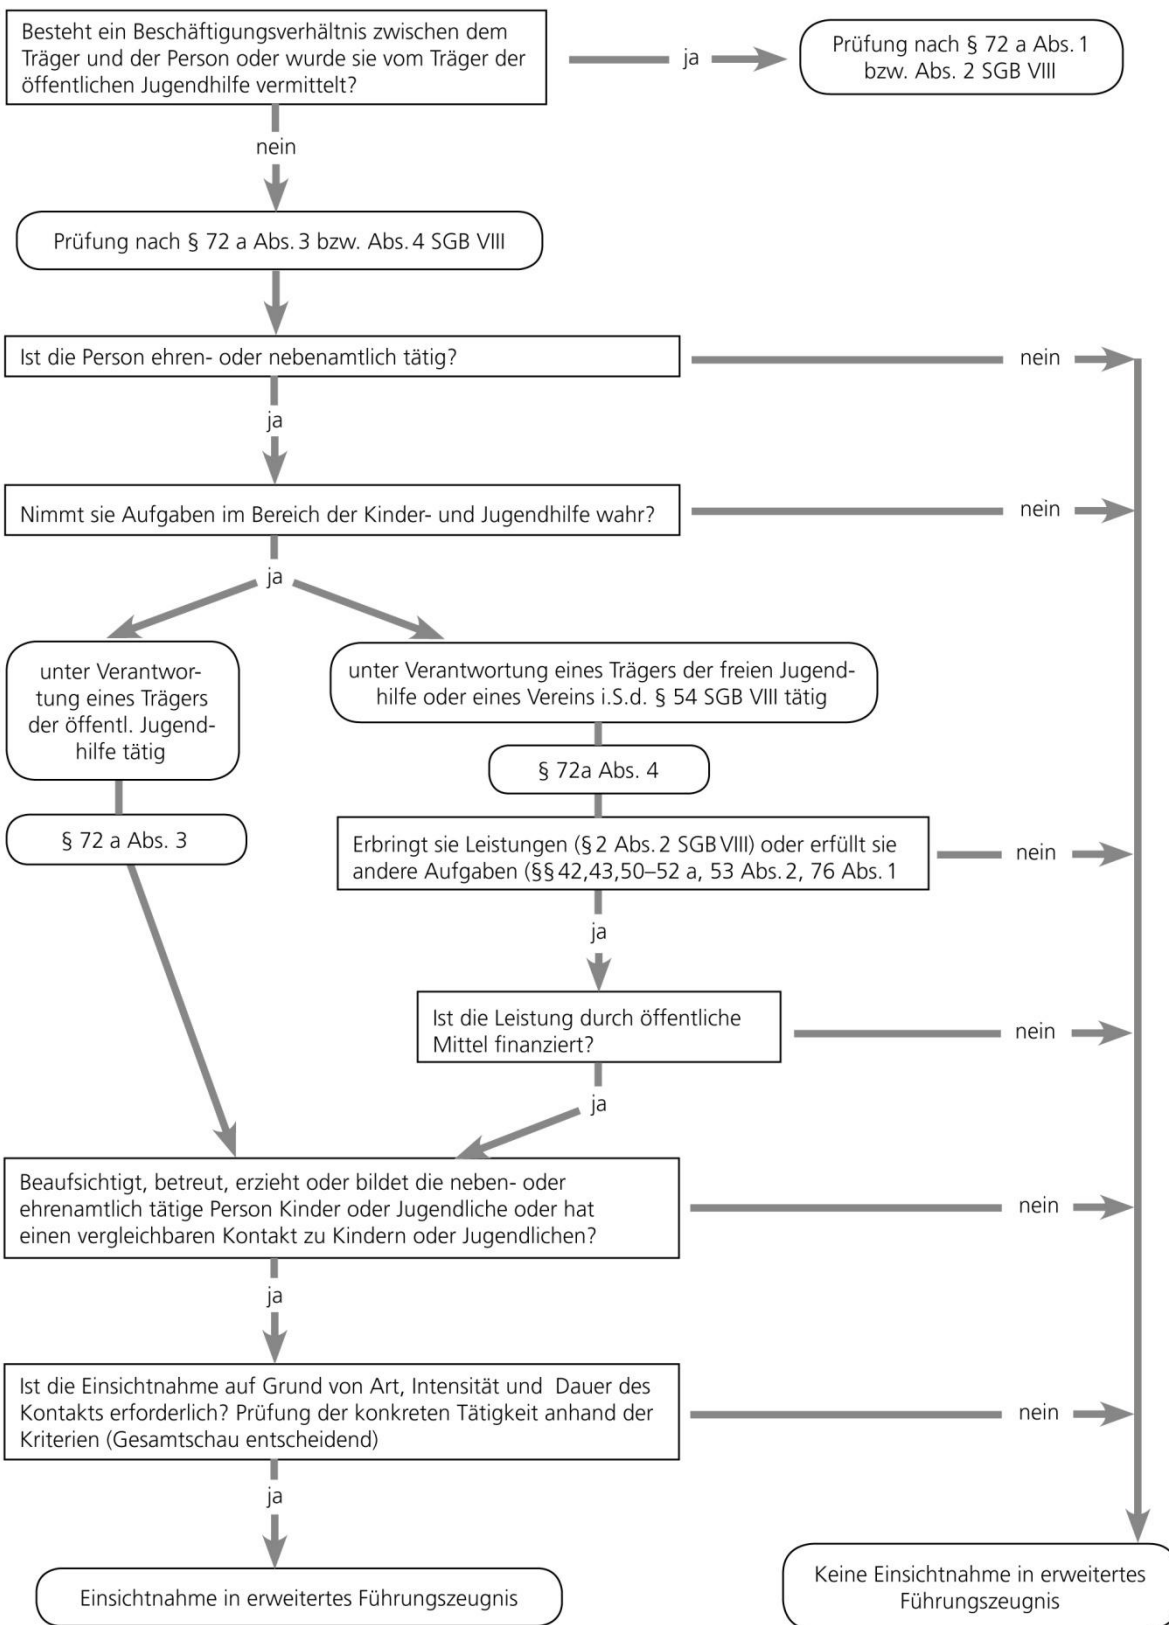 Besteht ein Beschäftigungsverhältnis zwischen dem
Träger und der Person oder wurde sie vom Träger der
öffentlichen Jugendhilfe vermittelt?
ja
Prüfung nach § 72 a Abs. 1
bzw. Abs. 2 SGB VIII
nein
Prüfung nach § 72 a Abs. 3 bzw. Abs. 4 SGB VIII
Ist die Person ehren- oder nebenamtlich tätig?
nein
ja
Nimmt sie Aufgaben im Bereich der Kinder- und Jugendhilfe wahr?
nein
ja
unter Verantwor-
tung eines Trägers
der öffentl. Jugend-
hilfe tätig
unter Verantwortung eines Trägers der freien Jugend-
hilfe oder eines Vereins i.S.d. § 54 SGB VIII tätig
§ 72a Abs. 4
§ 72 a Abs. 3
Erbringt sie Leistungen (§ 2 Abs. 2 SGB VIII) oder erfüllt sie
andere Aufgaben (§§ 42,43,50–52 a, 53 Abs. 2, 76 Abs. 1
nein
ja
Ist die Leistung durch öffentliche
Mittel finanziert?
nein
ja
Beaufsichtigt, betreut, erzieht oder bildet die neben- oder
ehrenamtlich tätige Person Kinder oder Jugendliche oder hat
einen vergleichbaren Kontakt zu Kindern oder Jugendlichen?
nein
ja
Ist die Einsichtnahme auf Grund von Art, Intensität und Dauer des
Kontakts erforderlich? Prüfung der konkreten Tätigkeit anhand der
Kriterien (Gesamtschau entscheidend)
nein
ja
Einsichtnahme in erweitertes Führungszeugnis
Keine Einsichtnahme in erweitertes
Führungszeugnis